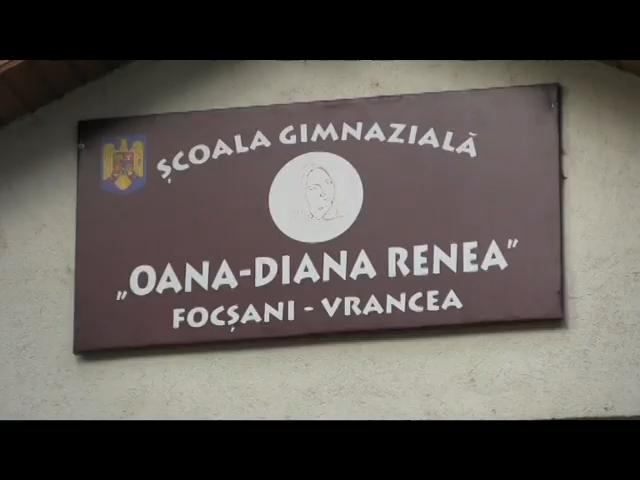 ȘCOALA GIMNAZIALĂ
„OANA-DIANA RENEA”
FOCȘANI - VRANCEA